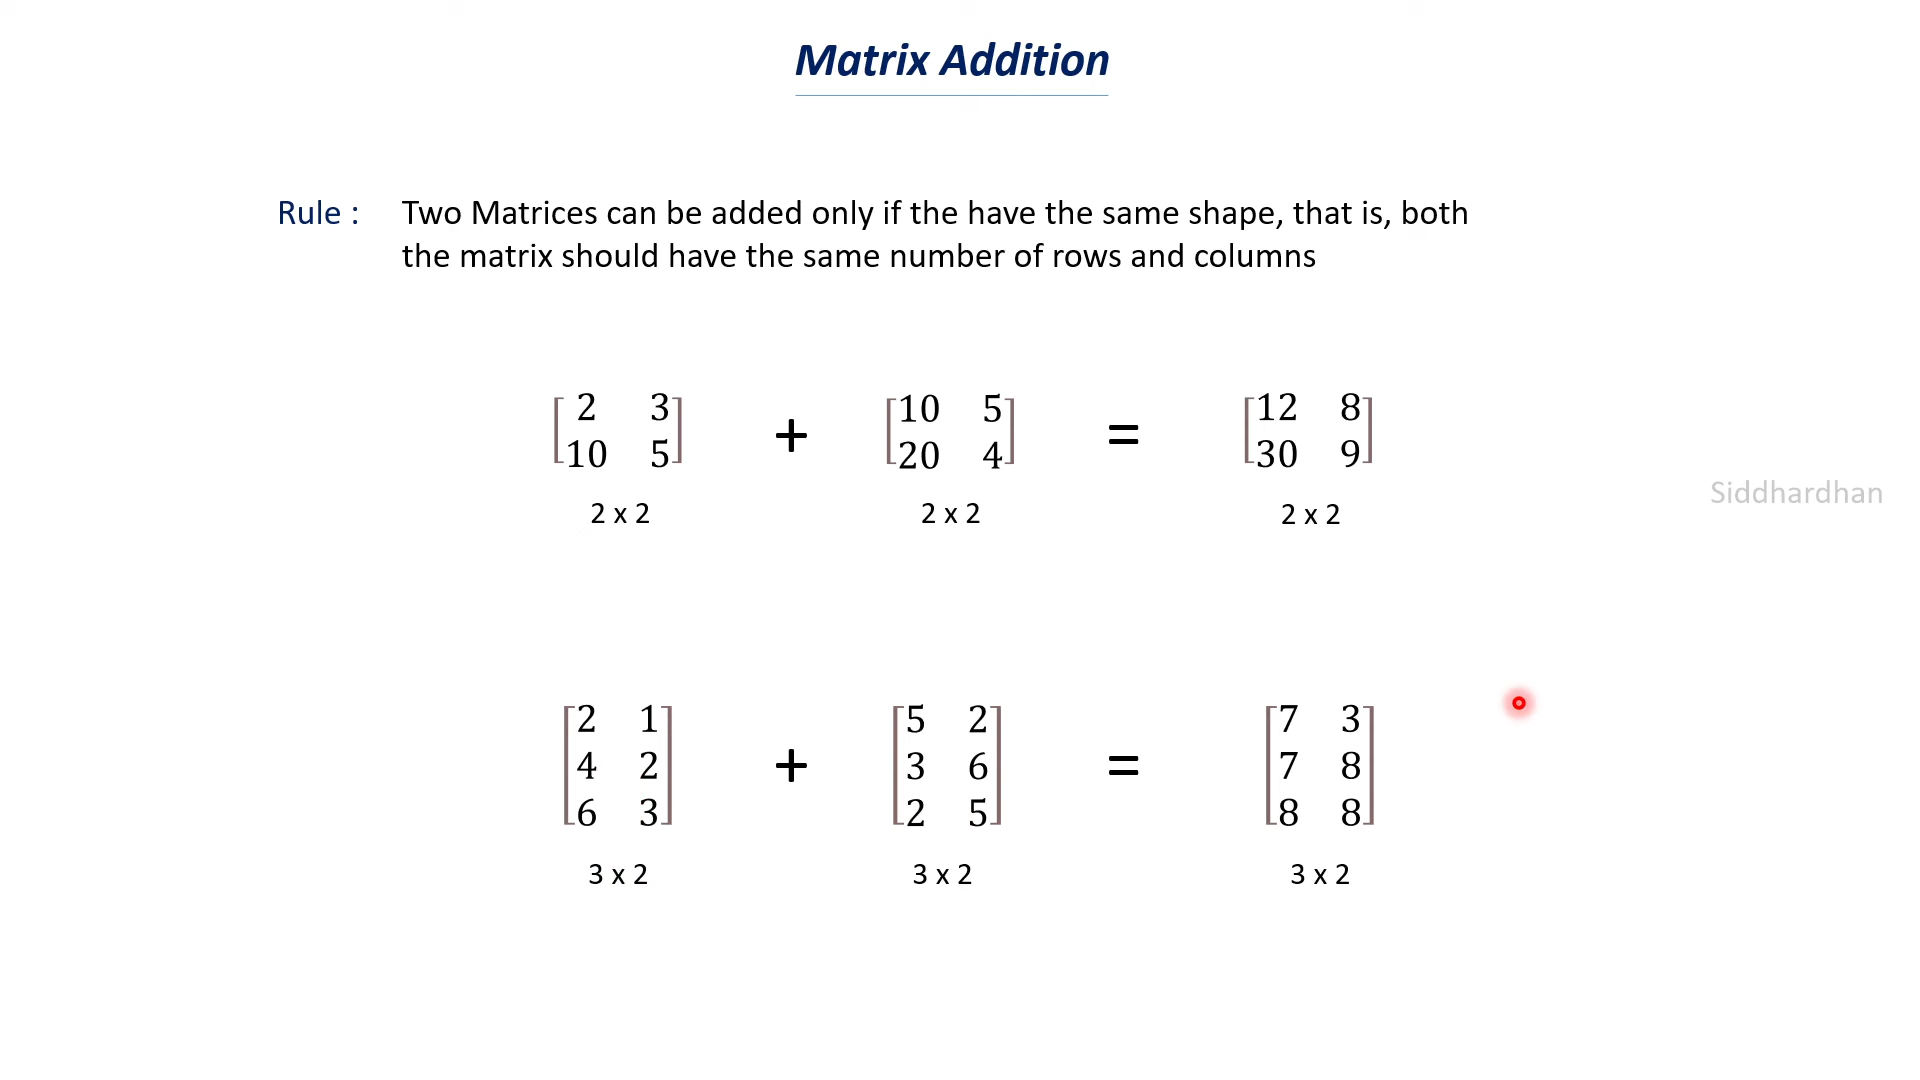 Matrix Addition
Rule : Two Matrices can be added only if the have the same shape, that is, both
the matrix should have the same number of rows and columns
2 3 10 5 12 8
10 5 + 20 4 = 30 9
2 x 2 2 x 2 2 x 2
Siddhardhan
2 1 5 2 7 3
4 2 + 3 6 = 7 8
6 3 2 5 8 8
3 x 2 3 x 2 3 x 2